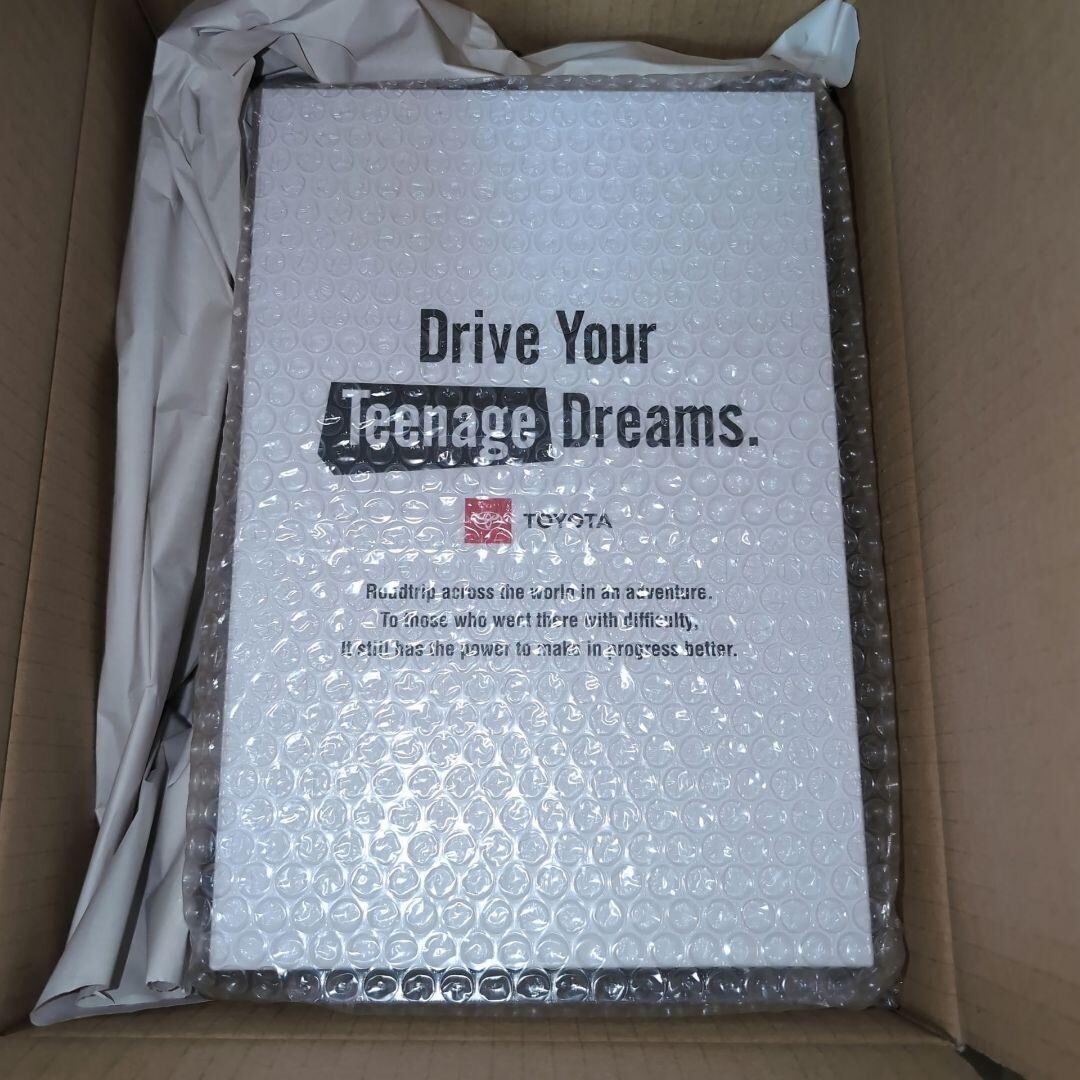 Drive Your
Teenage Dreams.
TOYOTA
Roadtrip across the world in an adventure.
To those who went there with difficulty,
It still has the power to make in progress better.